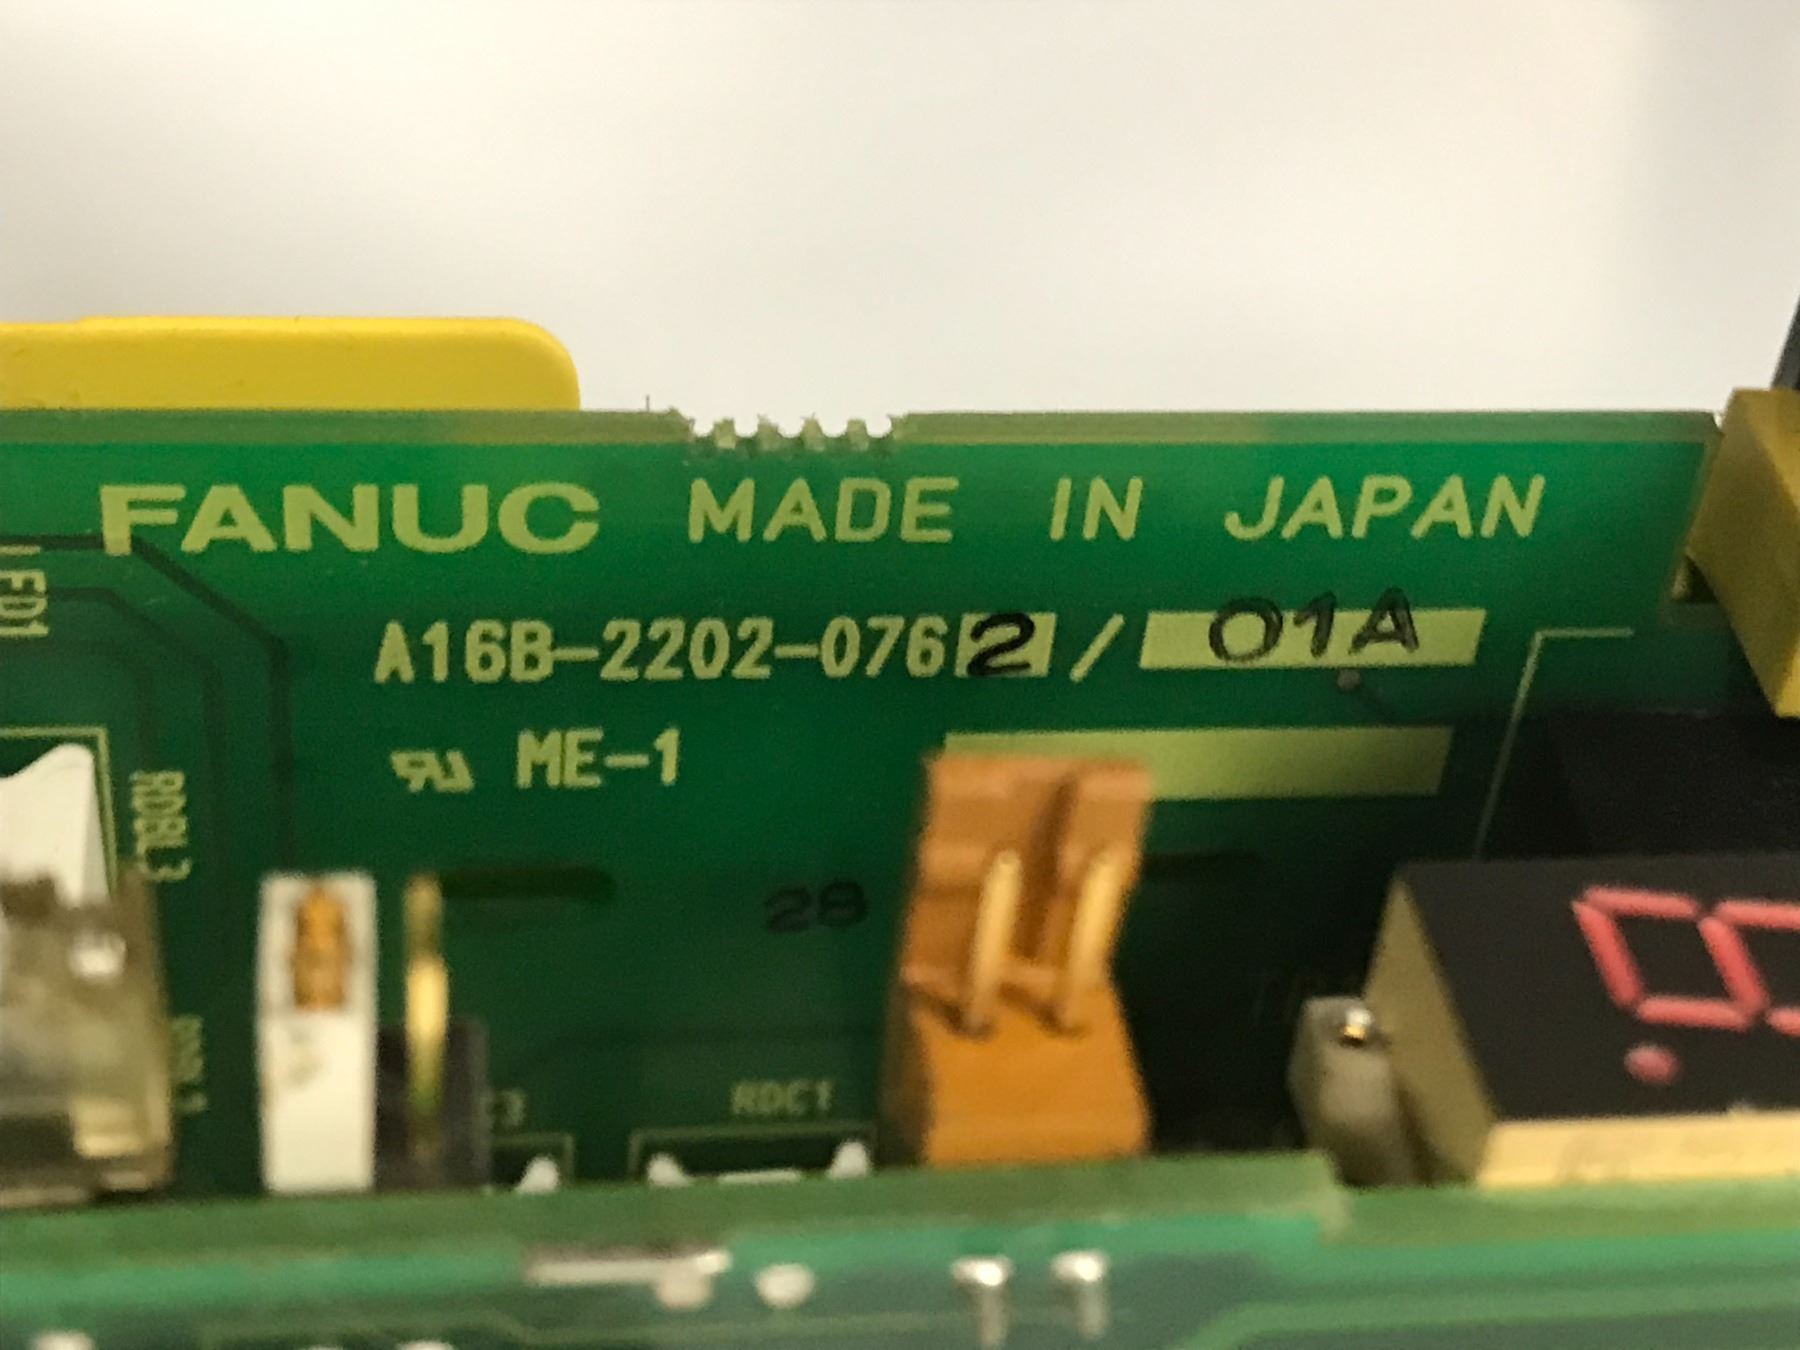 FANUC MADE IN JAPAN
A16B-2202-0762/01A
ME-1
RDBL3
28
RDC1